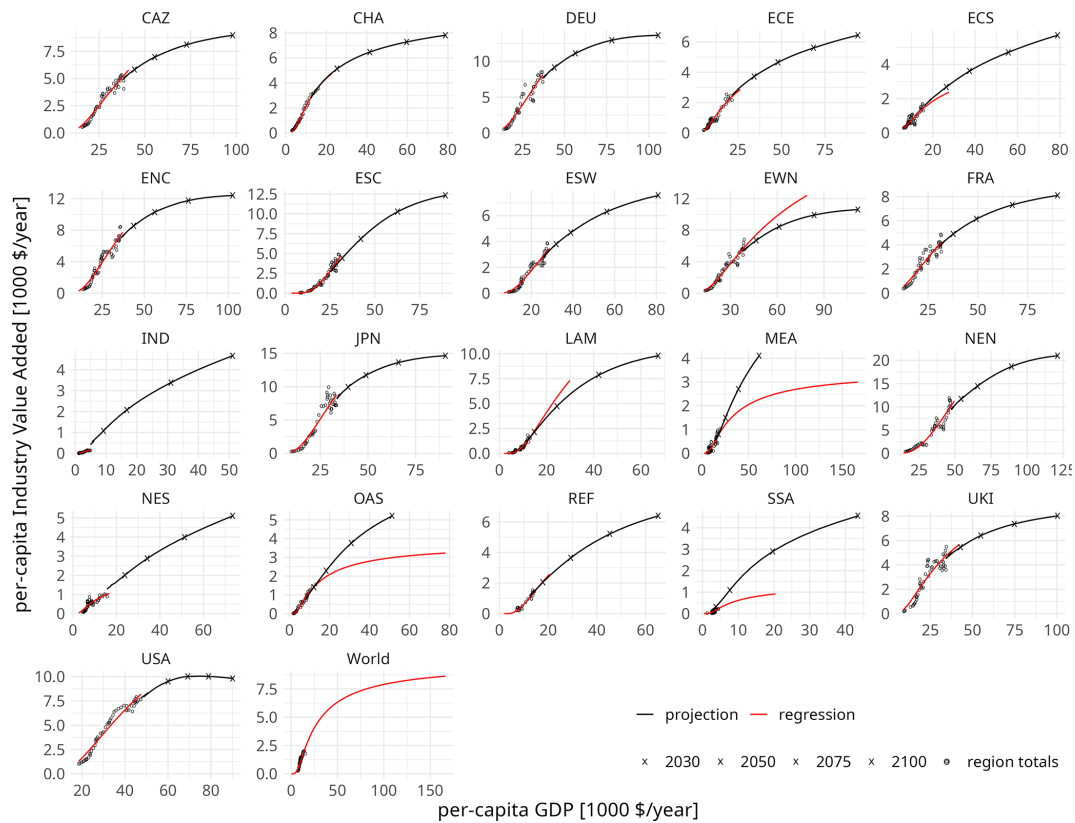 CAZ CHA DEU ECE ECS
7.5 5.0 2.5 0.0
8 6 4 2 0
10 5 0
6 4 2 0
6 4 2 0
25 50 75 100
0 20 40 60 80
25 50 75 100
25 50 75
20 40 60 80
ENC ESC ESW EWN FRA
12 8 4 0
12.5 10.0 7.5 5.0 2.5 0.0
6 4 2 0
12 8 4 0
8 6 4 2 0
25 50 75 100
25 50 75
20 40 60 80
30 60 90
25 50 75
IND JPN LAM MEA NEN
4 3 2 1 0
15 10 5 0
10.0 7.5 5.0 2.5 0.0
4 3 2 1 0
20 15 10 5 0
0 10 20 30 40 50
25 50 75
0 20 40 60
0 50 100 150
25 50 75 100 125
NES OAS REF SSA UKI
5 4 3 2 1 0
5 4 3 2 1 0
6 4 2 0
5 4 3 2 1 0
8 6 4 2 0
0 20 40 60
0 20 40 60 80
0 20 40 60
0 10 20 30 40
25 50 75 100
USA World
10.0 7.5 5.0 2.5 0.0
7.5 5.0 2.5 0.0
20 40 60 80
0 50 100 150
per-capita Industry Value Added [1000 $/year]
per-capita GDP [1000 $/year]
projection regression
2030 2050 2075 2100 region totals